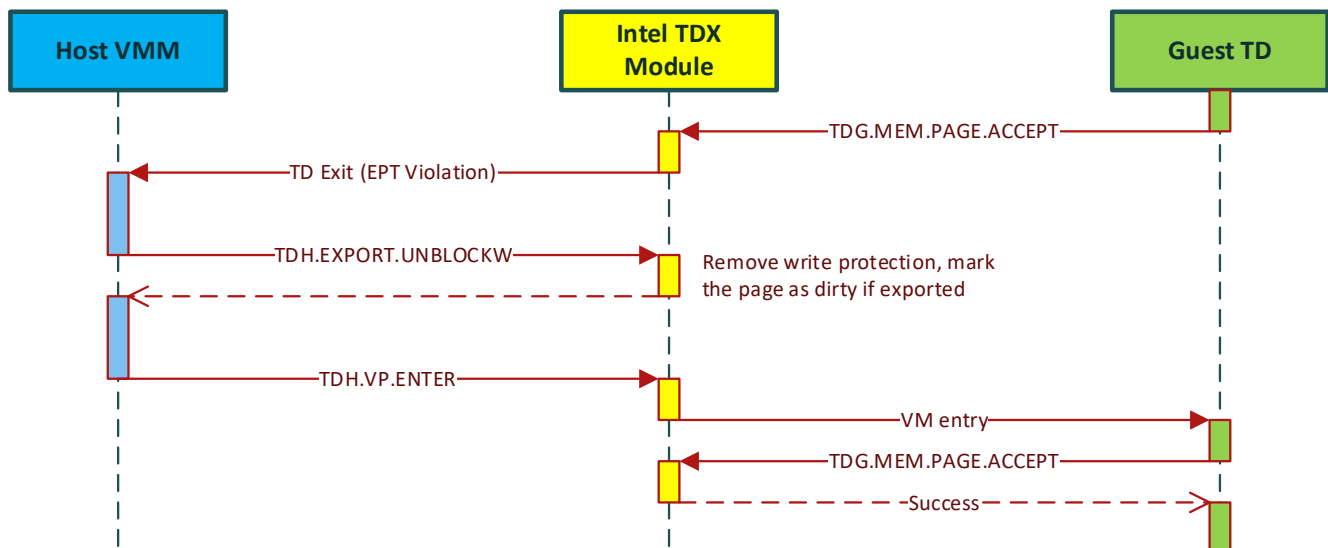 Host VMM
Intel TDX
Module
Guest TD
TDG.MEM.PAGE.ACCEPT
TD Exit (EPT Violation)
TDH.EXPORT.UNBLOCKW
Remove write protection, mark
the page as dirty if exported
TDH.VP.ENTER
VM entry
TDG.MEM.PAGE.ACCEPT
Success